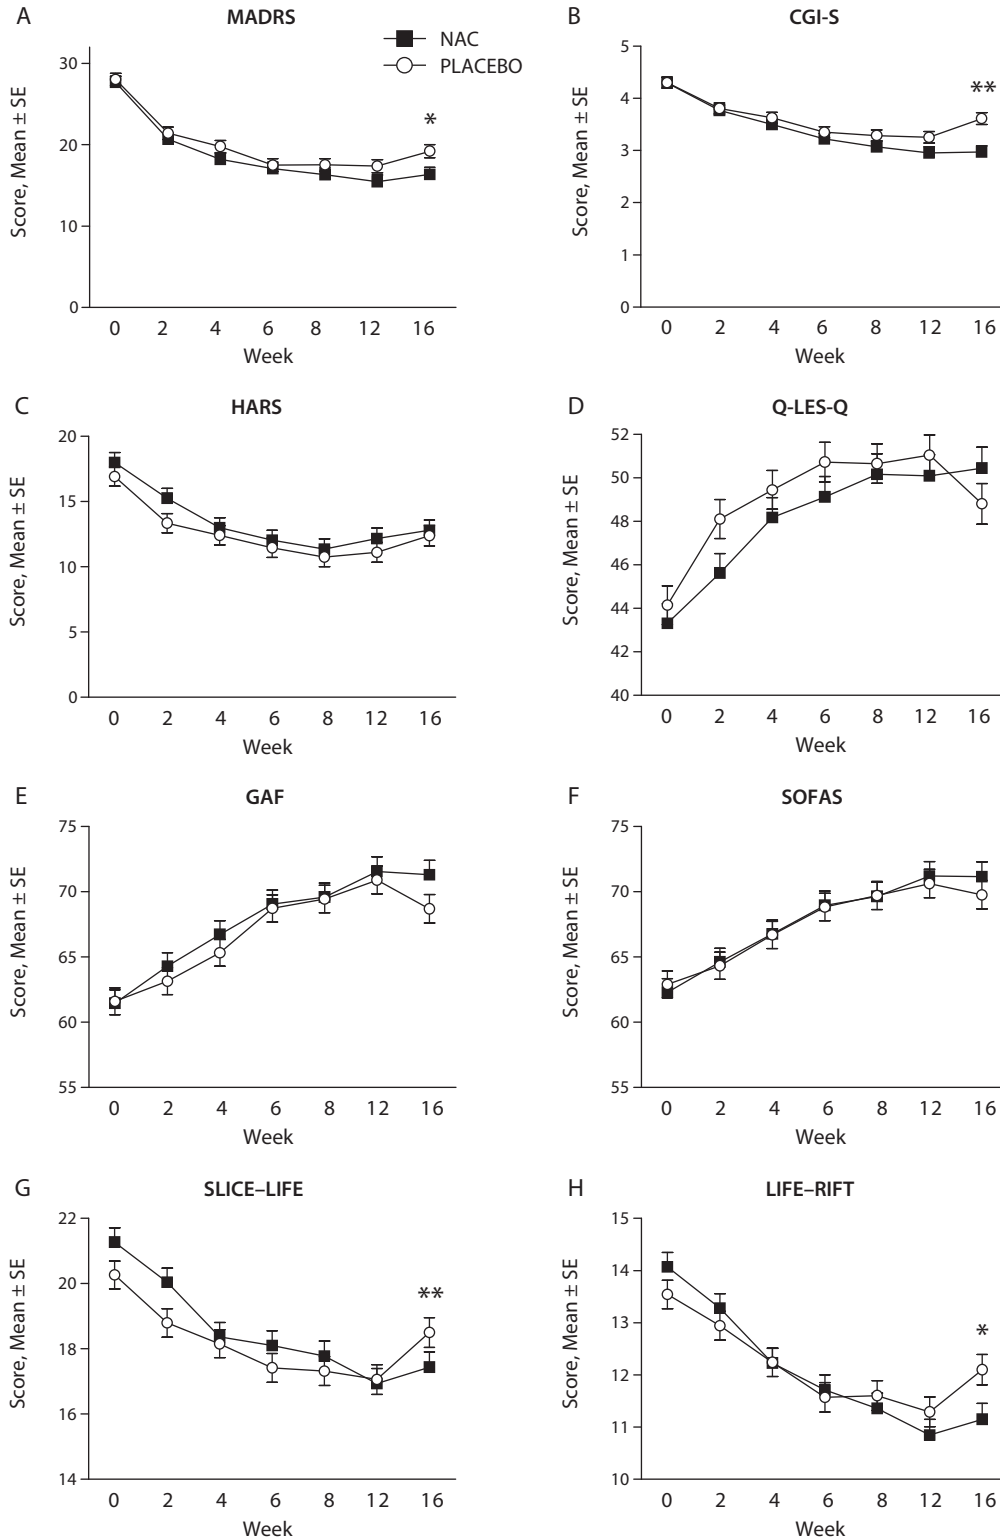 A
MADRS
NAC
PLACEBO
Score, Mean ± SE
30
20
10
0
*
0 2 4 6 8 12 16
Week
B
CGI-S
Score, Mean ± SE
5
4
3
2
1
0
**
0 2 4 6 8 12 16
Week
C
HARS
Score, Mean ± SE
20
15
10
5
0
0 2 4 6 8 12 16
Week
D
Q-LES-Q
Score, Mean ± SE
52
50
48
46
44
42
40
0 2 4 6 8 12 16
Week
E
GAF
Score, Mean ± SE
75
70
65
60
55
0 2 4 6 8 12 16
Week
F
SOFAS
Score, Mean ± SE
75
70
65
60
55
0 2 4 6 8 12 16
Week
G
SLICE–LIFE
Score, Mean ± SE
22
20
18
16
14
**
0 2 4 6 8 12 16
Week
H
LIFE–RIFT
Score, Mean ± SE
15
14
13
12
11
10
*
0 2 4 6 8 12 16
Week